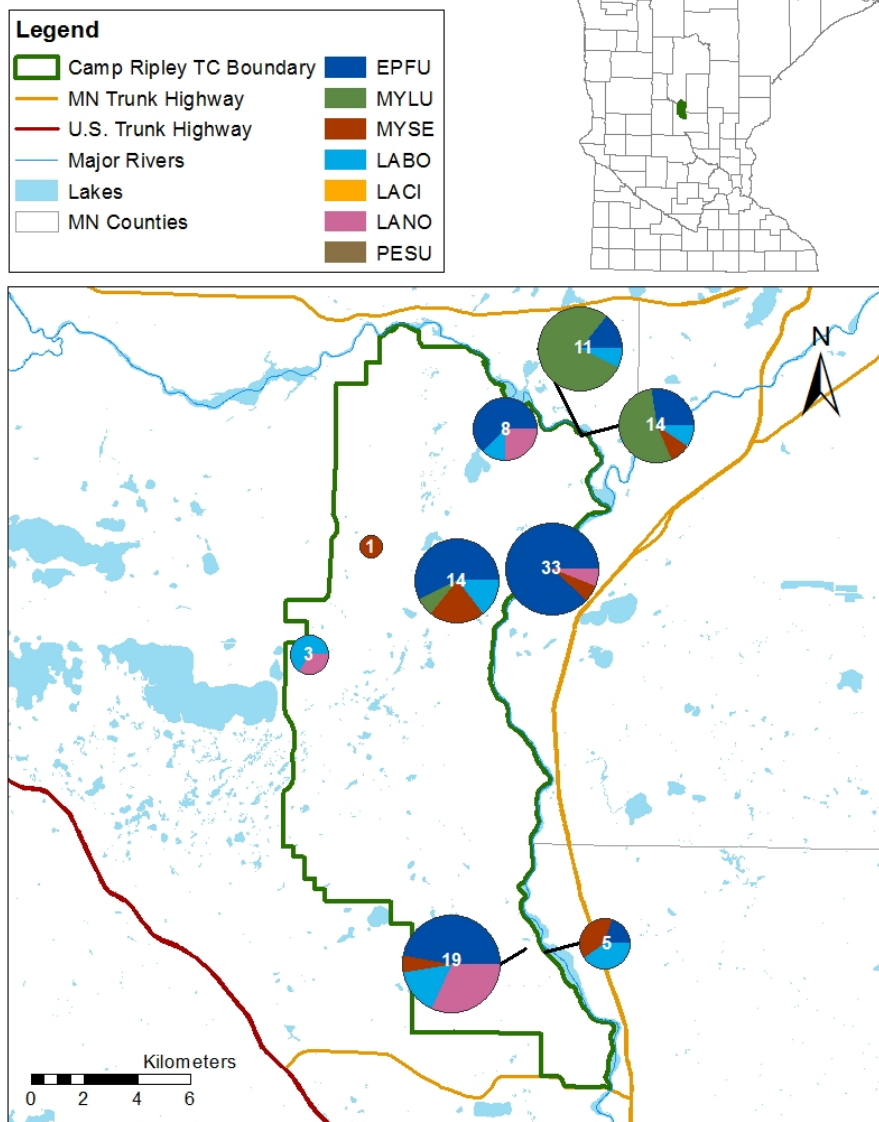 Legend
Camp Ripley TC Boundary
MN Trunk Highway
U.S. Trunk Highway
Major Rivers
Lakes
MN Counties
EPFU
MYLU
MYSE
LABO
LACI
LANO
PESU
N
11
14
8
1
14
33
3
19
5
Kilometers
0 2 4 6